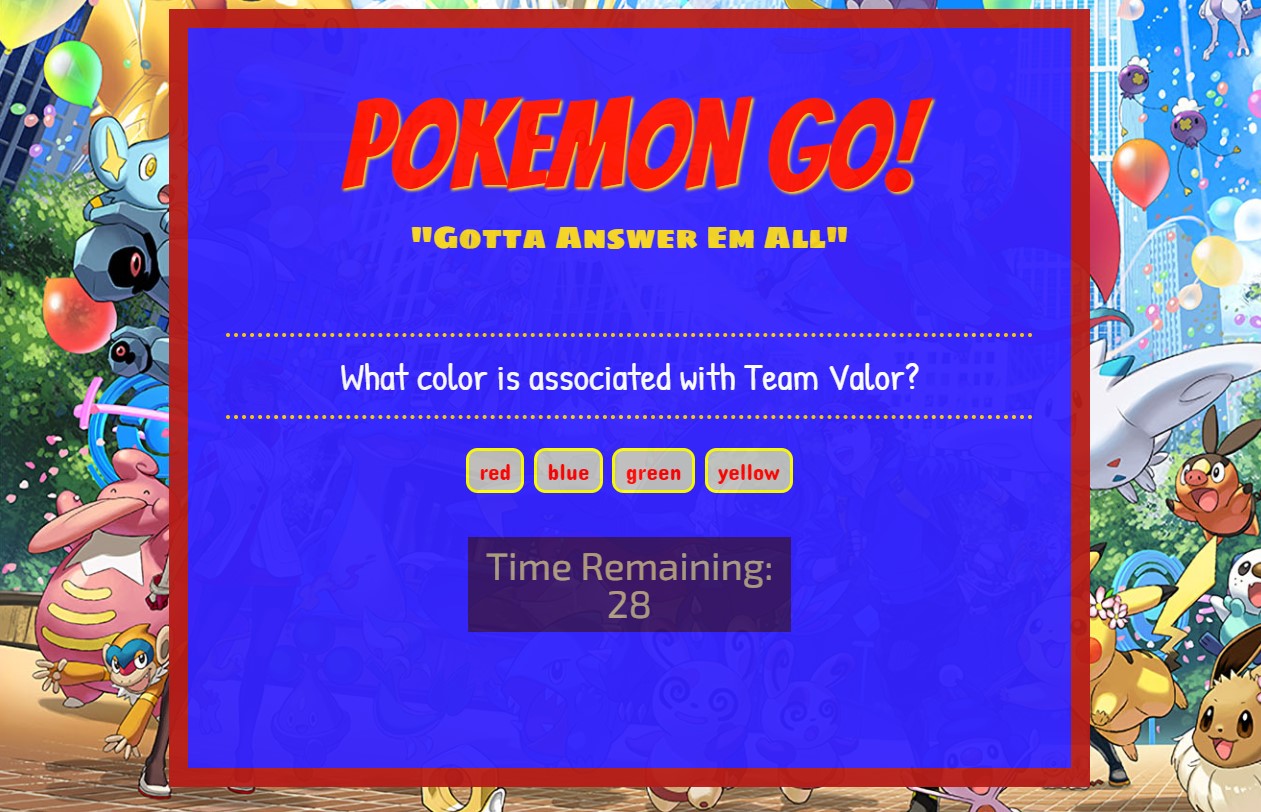 POKEMON GO!
"Gotta Answer Em All"
What color is associated with Team Valor?
red blue green yellow
Time Remaining:
28